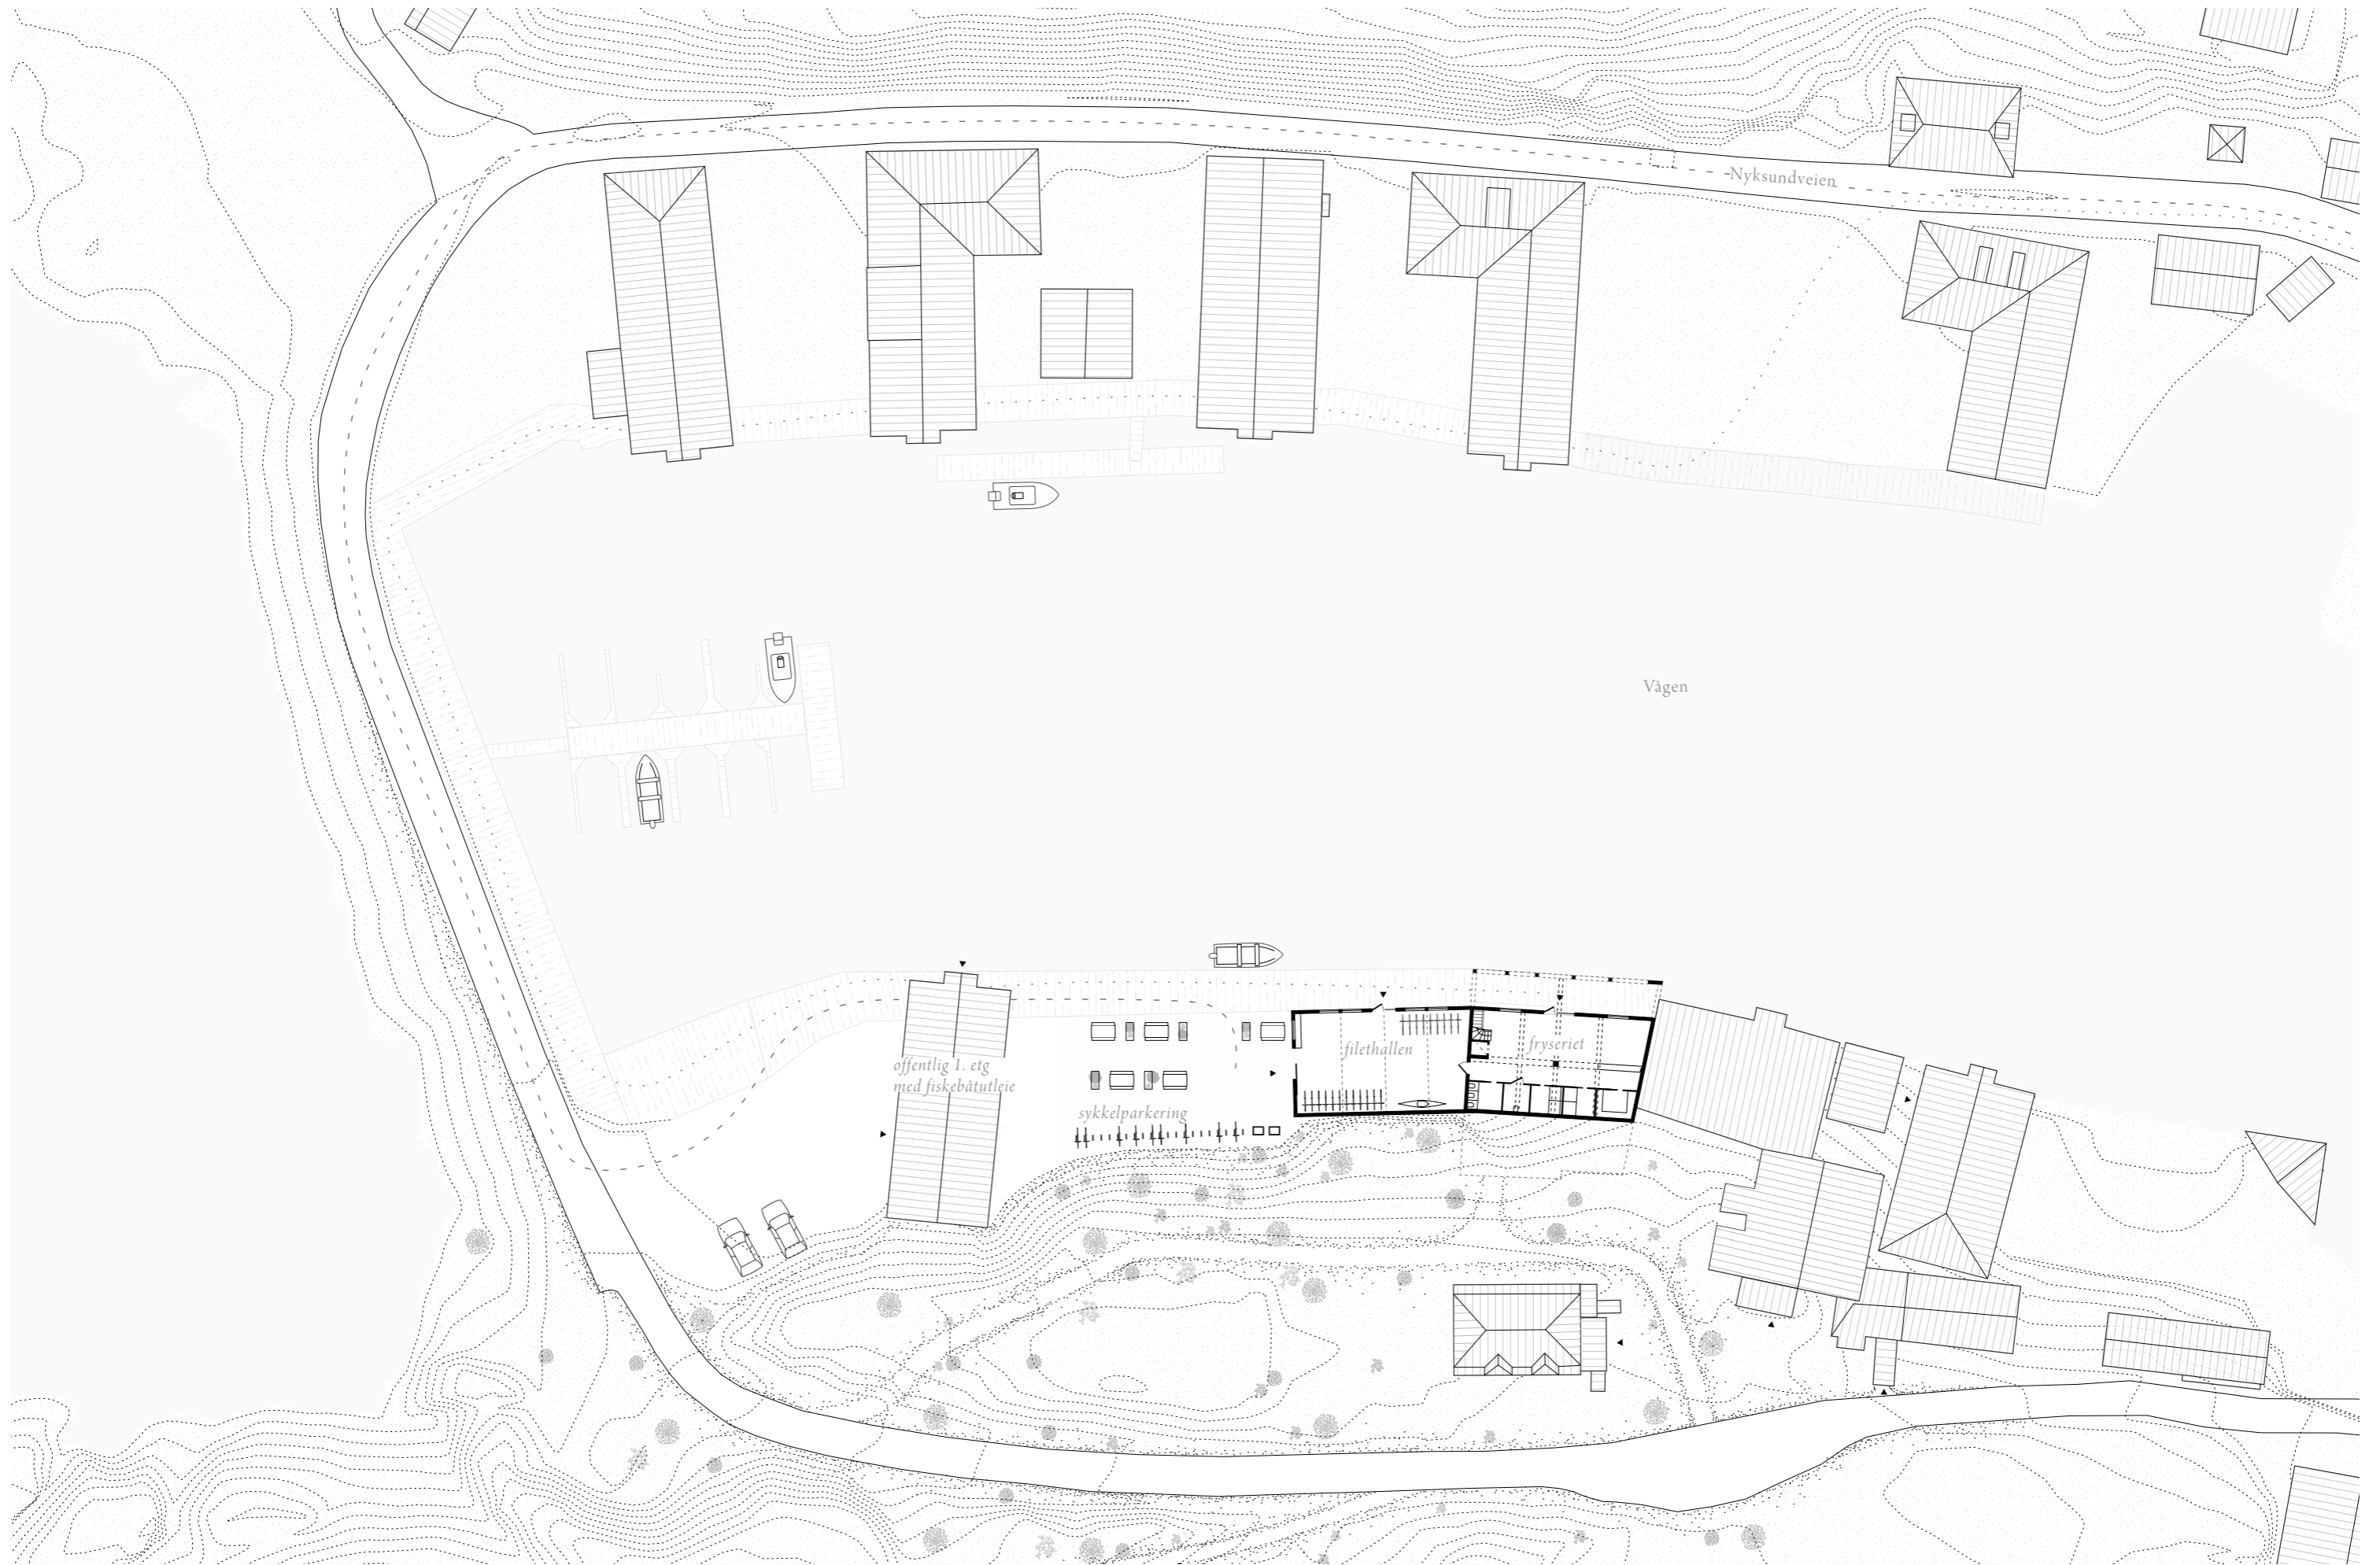 Nyksundveien
Vågen
filethallen
fryseriet
offentlig 1. etg
med fiskebåtutleie
sykkelparkering